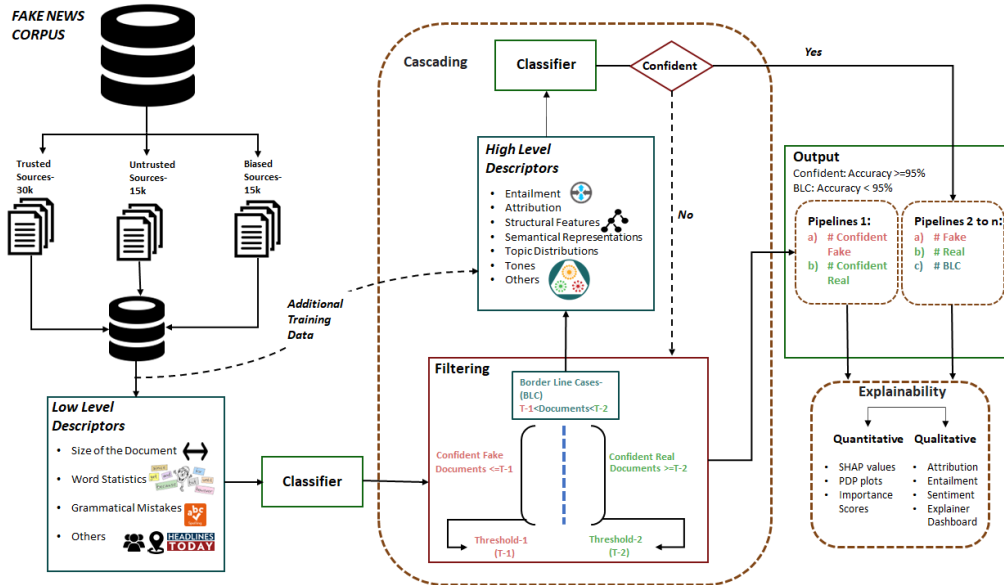 FAKE NEWS
CORPUS
Trusted
Sources-
30k
Untrusted
Sources-
15k
Biased
Sources-
15k
Additional
Training
Data
Low Level
Descriptors
• Size of the Document
• Word Statistics
• Grammatical Mistakes
abc
• Others
HEADLINES
TODAY
Classifier
Cascading
Classifier
Confident
Yes
No
High Level
Descriptors
• Entailment
• Attribution
• Structural Features
• Semantical Representations
• Topic Distributions
• Tones
• Others
Filtering
Border Line Cases-
(BLC)
T-1<Documents<T-2
Confident Fake
Documents <=T-1
Confident Real
Documents >=T-2
Threshold-1
(T-1)
Threshold-2
(T-2)
Output
Confident: Accuracy >=95%
BLC: Accuracy < 95%
Pipelines 1:
a) # Confident
Fake
b) # Confident
Real
Pipelines 2 to n:
a) # Fake
b) # Real
c) # BLC
Explainability
Quantitative
• SHAP values
• PDP plots
• Importance
Scores
Qualitative
• Attribution
• Entailment
• Sentiment
• Explainer
Dashboard